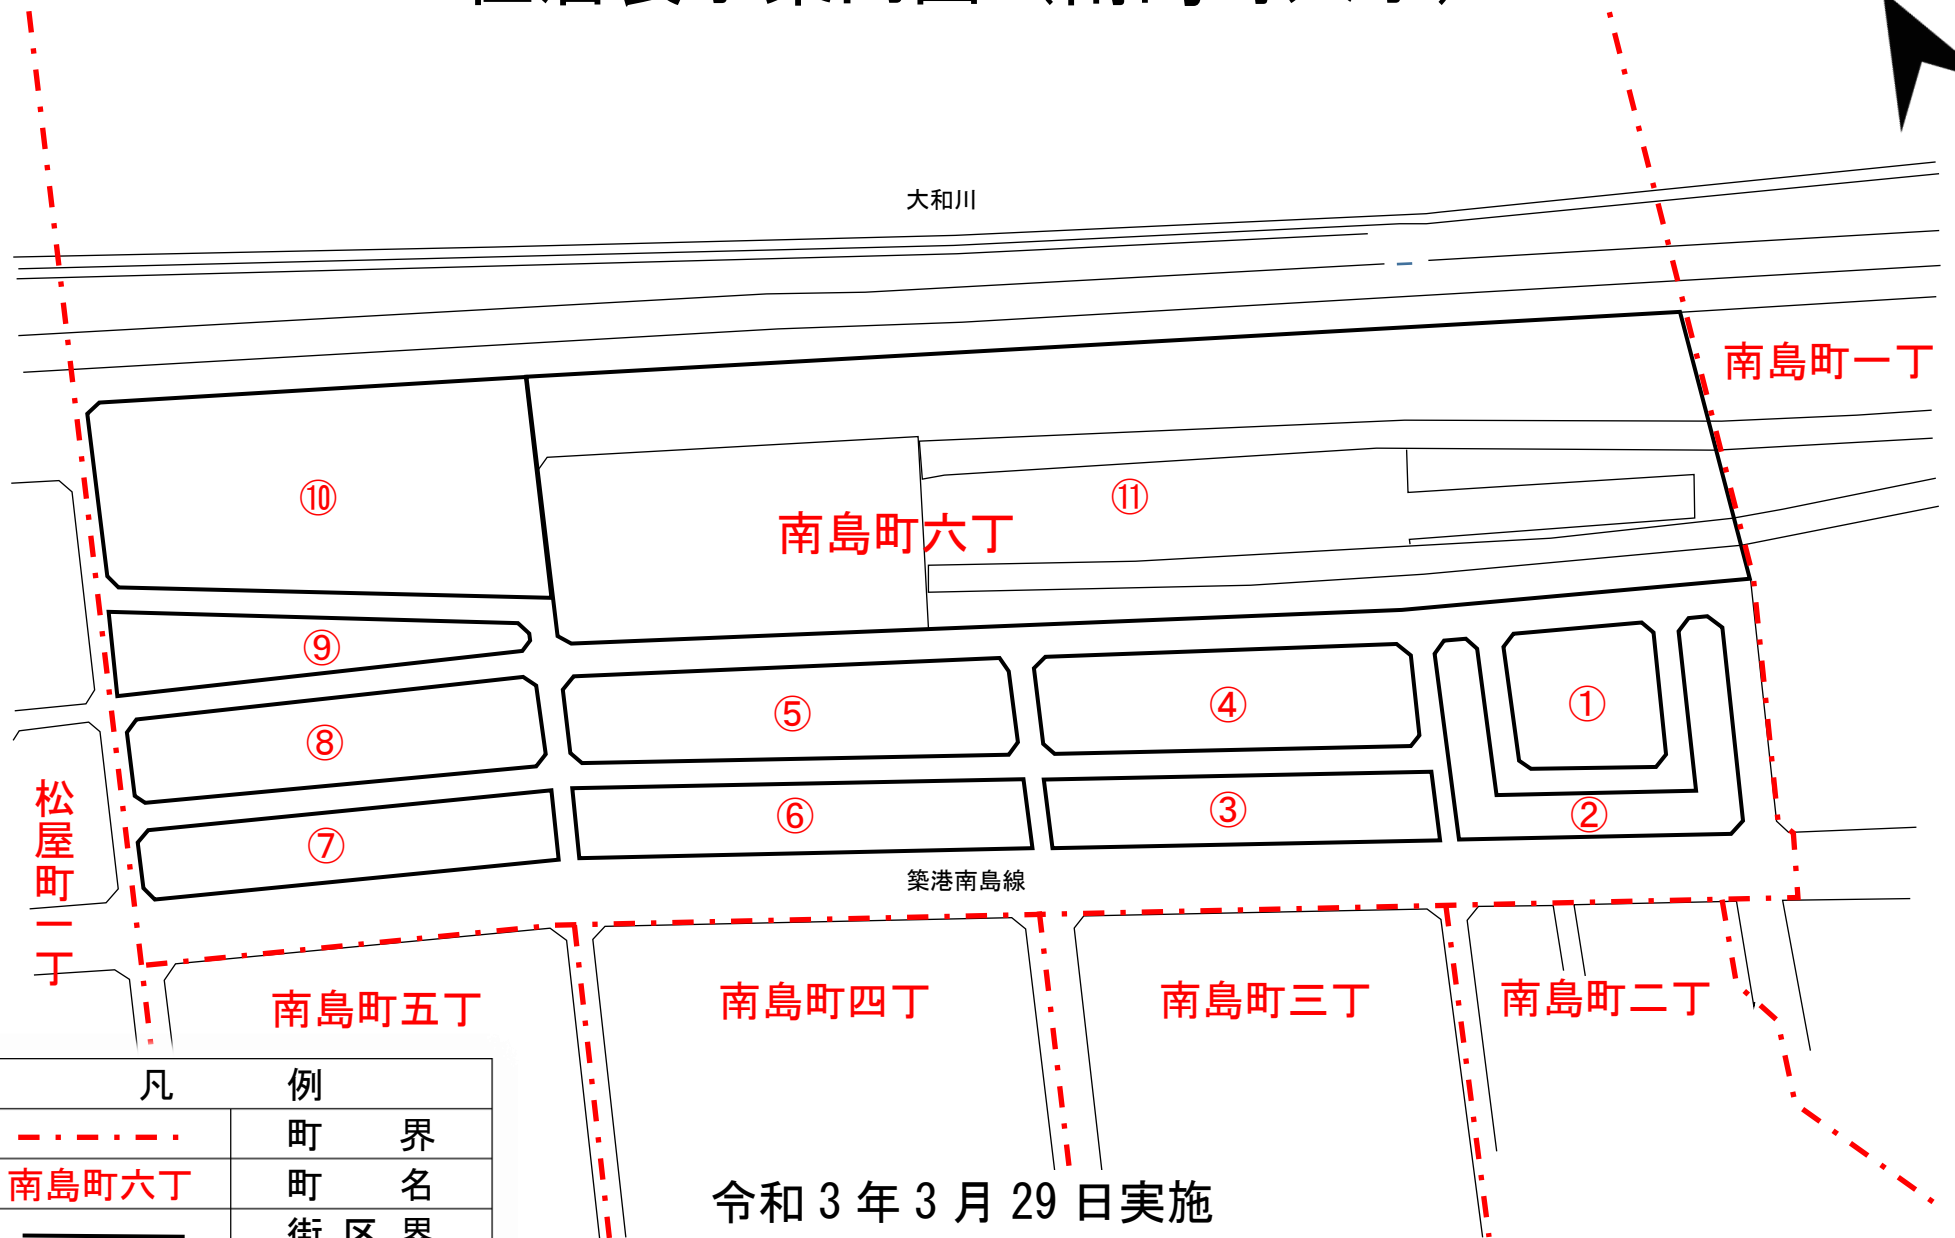 大和川
南島町一丁
⑩
⑪
南島町六丁
⑨
⑧
⑤
④
①
⑦
⑥
③
②
松屋町一丁
築港南島線
南島町五丁
南島町四丁
南島町三丁
南島町二丁
凡 例
町 界
南島町六丁 町 名
街 区 界
令和3年3月29日実施